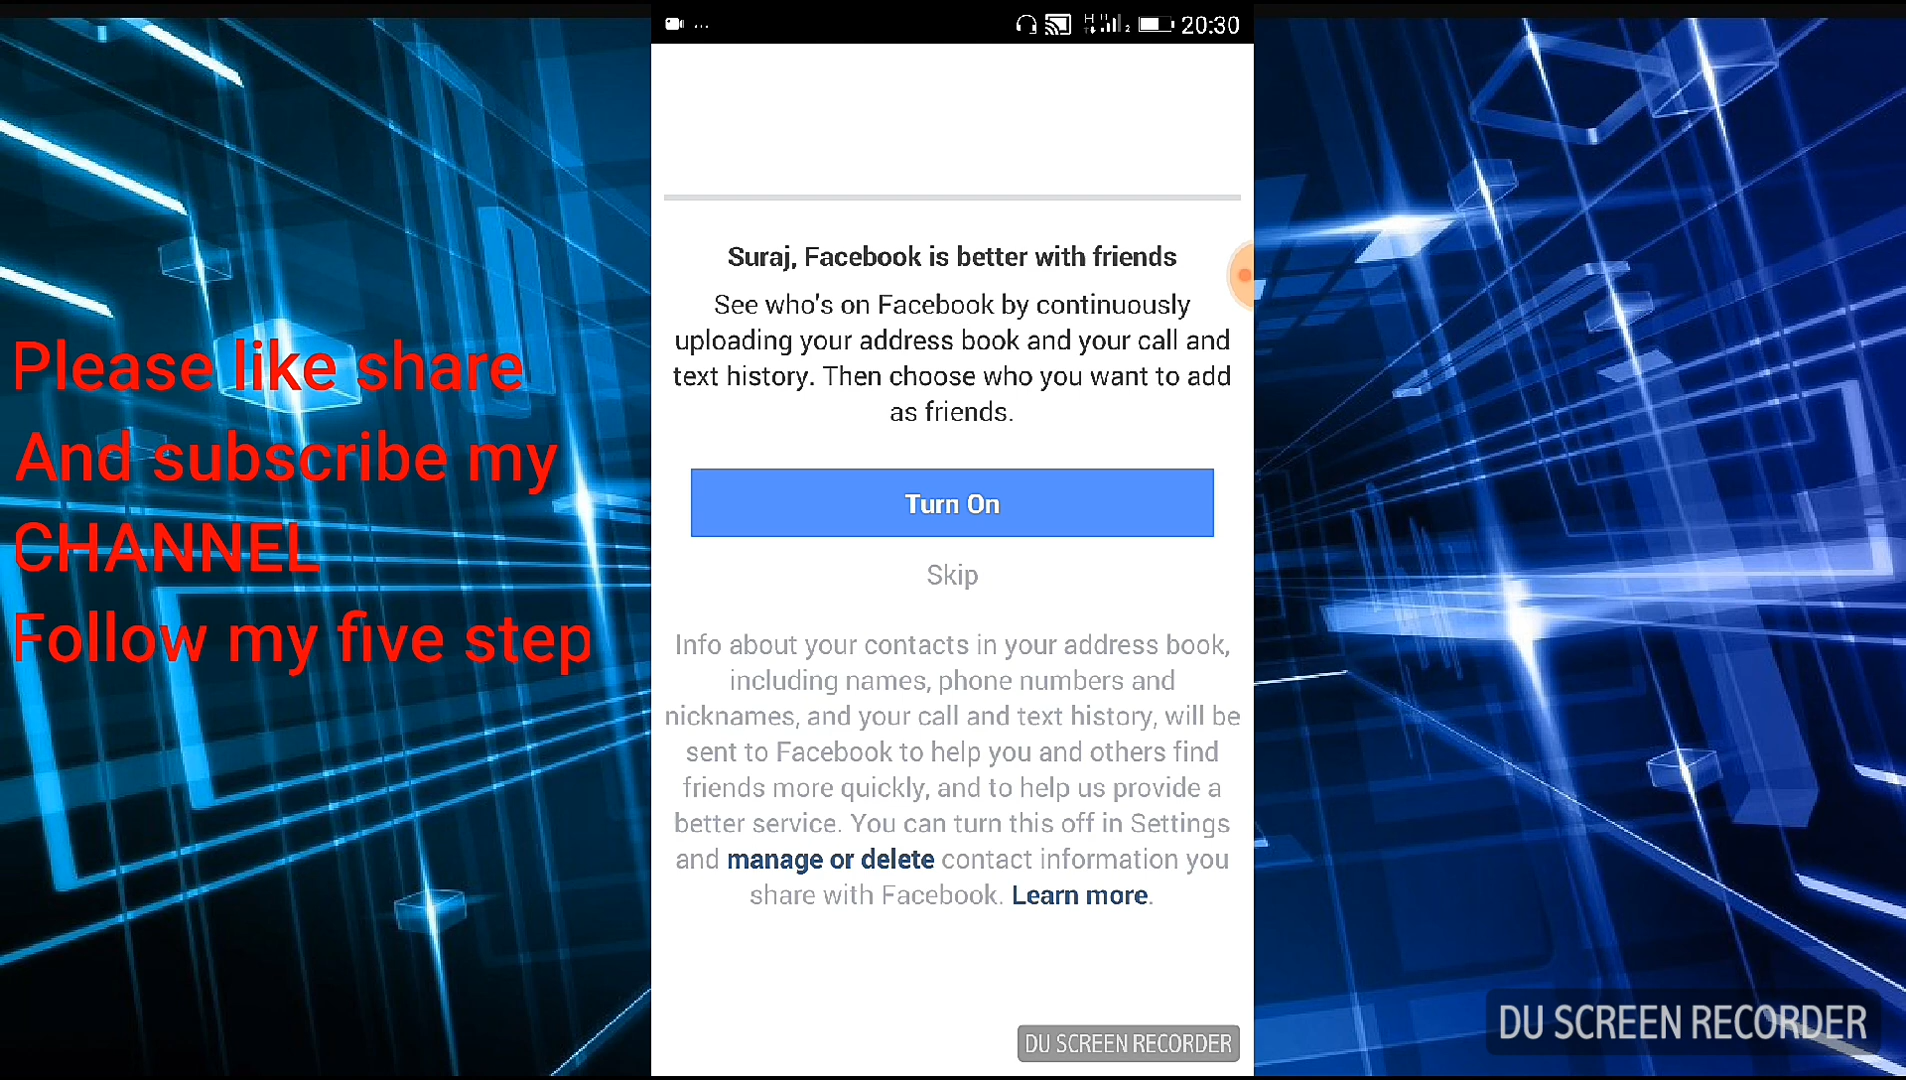 20:30
Suraj, Facebook is better with friends
See who's on Facebook by continuously
uploading your address book and your call and
text history. Then choose who you want to add
as friends.
Turn On
Skip
Info about your contacts in your address book,
including names, phone numbers and
nicknames, and your call and text history, will be
sent to Facebook to help you and others find
friends more quickly, and to help us provide a
better service. You can turn this off in Settings
and manage or delete contact information you
share with Facebook. Learn more.
DU SCREEN RECORDER
Please like share
And subscribe my
CHANNEL
Follow my five step
DU SCREEN RECORDER